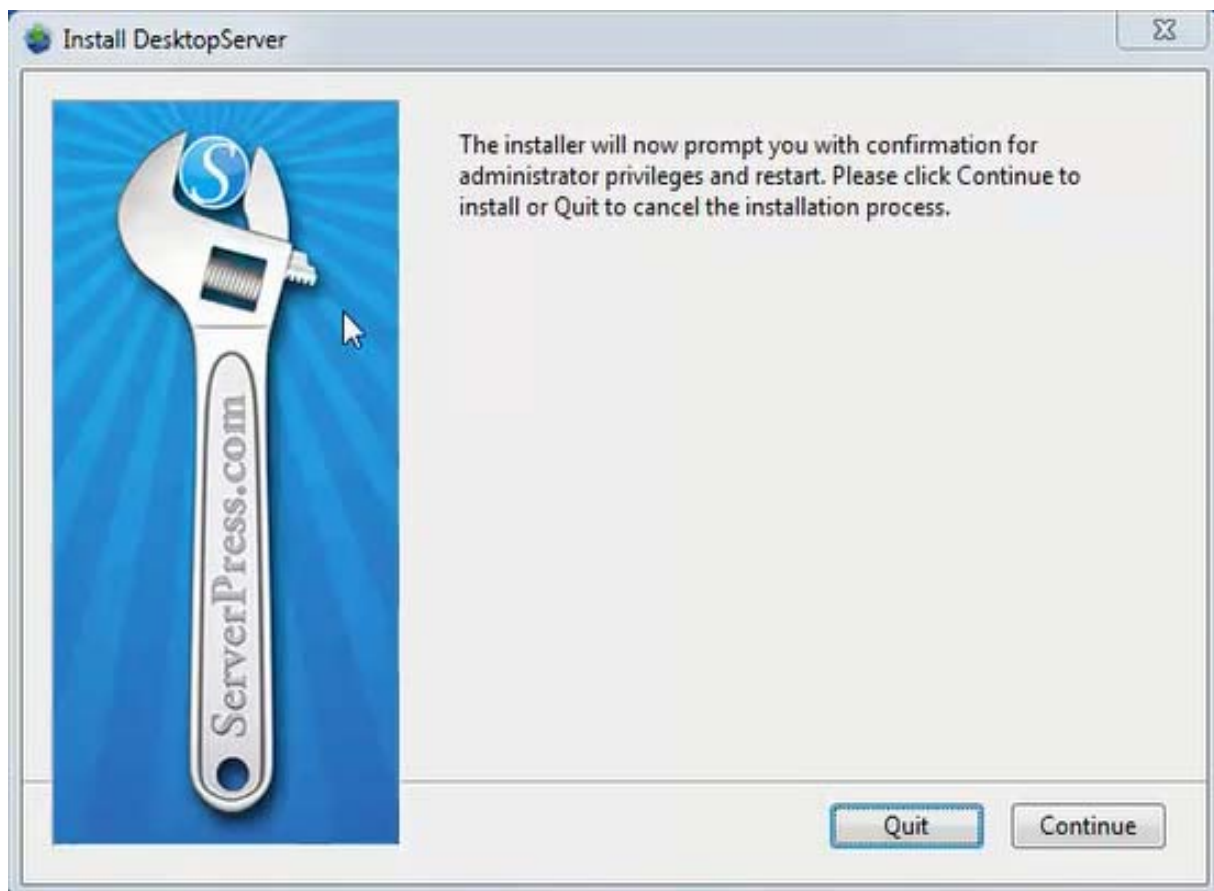 Install DesktopServer
The installer will now prompt you with confirmation for
administrator privileges and restart. Please click Continue to
install or Quit to cancel the installation process.
S
ServerPress.com
Quit
Continue